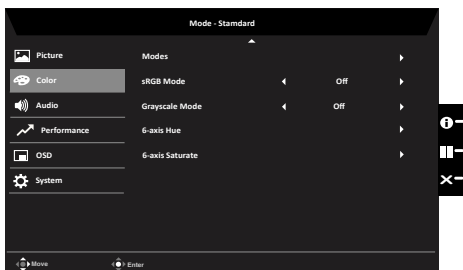 Mode - Stamdard
Picture
Color
Audio
Performance
OSD
System
Modes
sRGB Mode Off
Grayscale Mode Off
6-axis Hue
6-axis Saturate
Move Enter